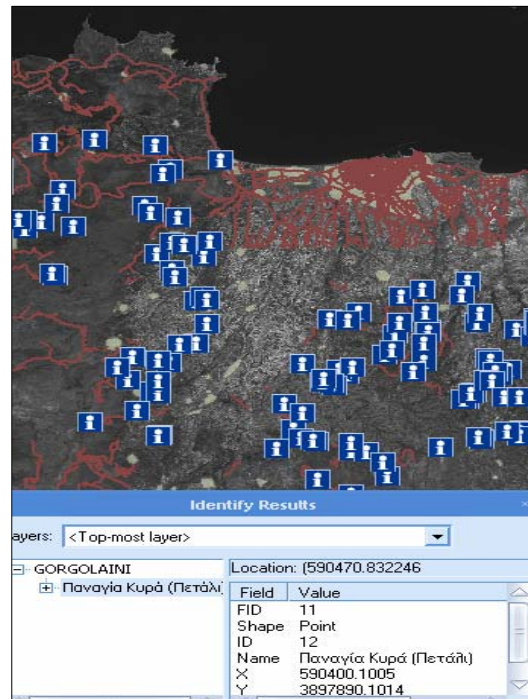 Identify Results
ayers: <Top-most layer>
GORGOLAINI
Παναγία Κυρά (Πετάλι
Location: (590470.832246
Field Value
FID 11
Shape Point
ID 12
Name Παναγία Κυρά (Πετάλι)
X 590400.1005
Y 3897890.1014